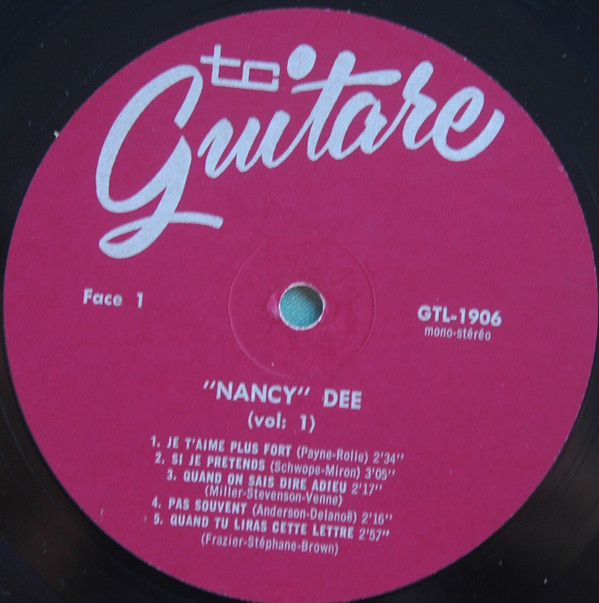 tc
Guitare
Face 1
GTL-1906
mono-stéréo
"NANCY" DEE
(vol: 1)
1. JE T'AIME PLUS FORT (Payne-Rolie) 2'34"
2. SI JE PRETENDS (Schwope-Miron) 3'05"
3. QUAND ON SAIS DIRE ADIEU 2'17"
(Miller-Stevenson-Venne)
4. PAS SOUVENT (Anderson-Delanoë) 2'16"
5. QUAND TU LIRAS CETTE LETTRE 2'57"
(Frazier-Stéphane-Brown)